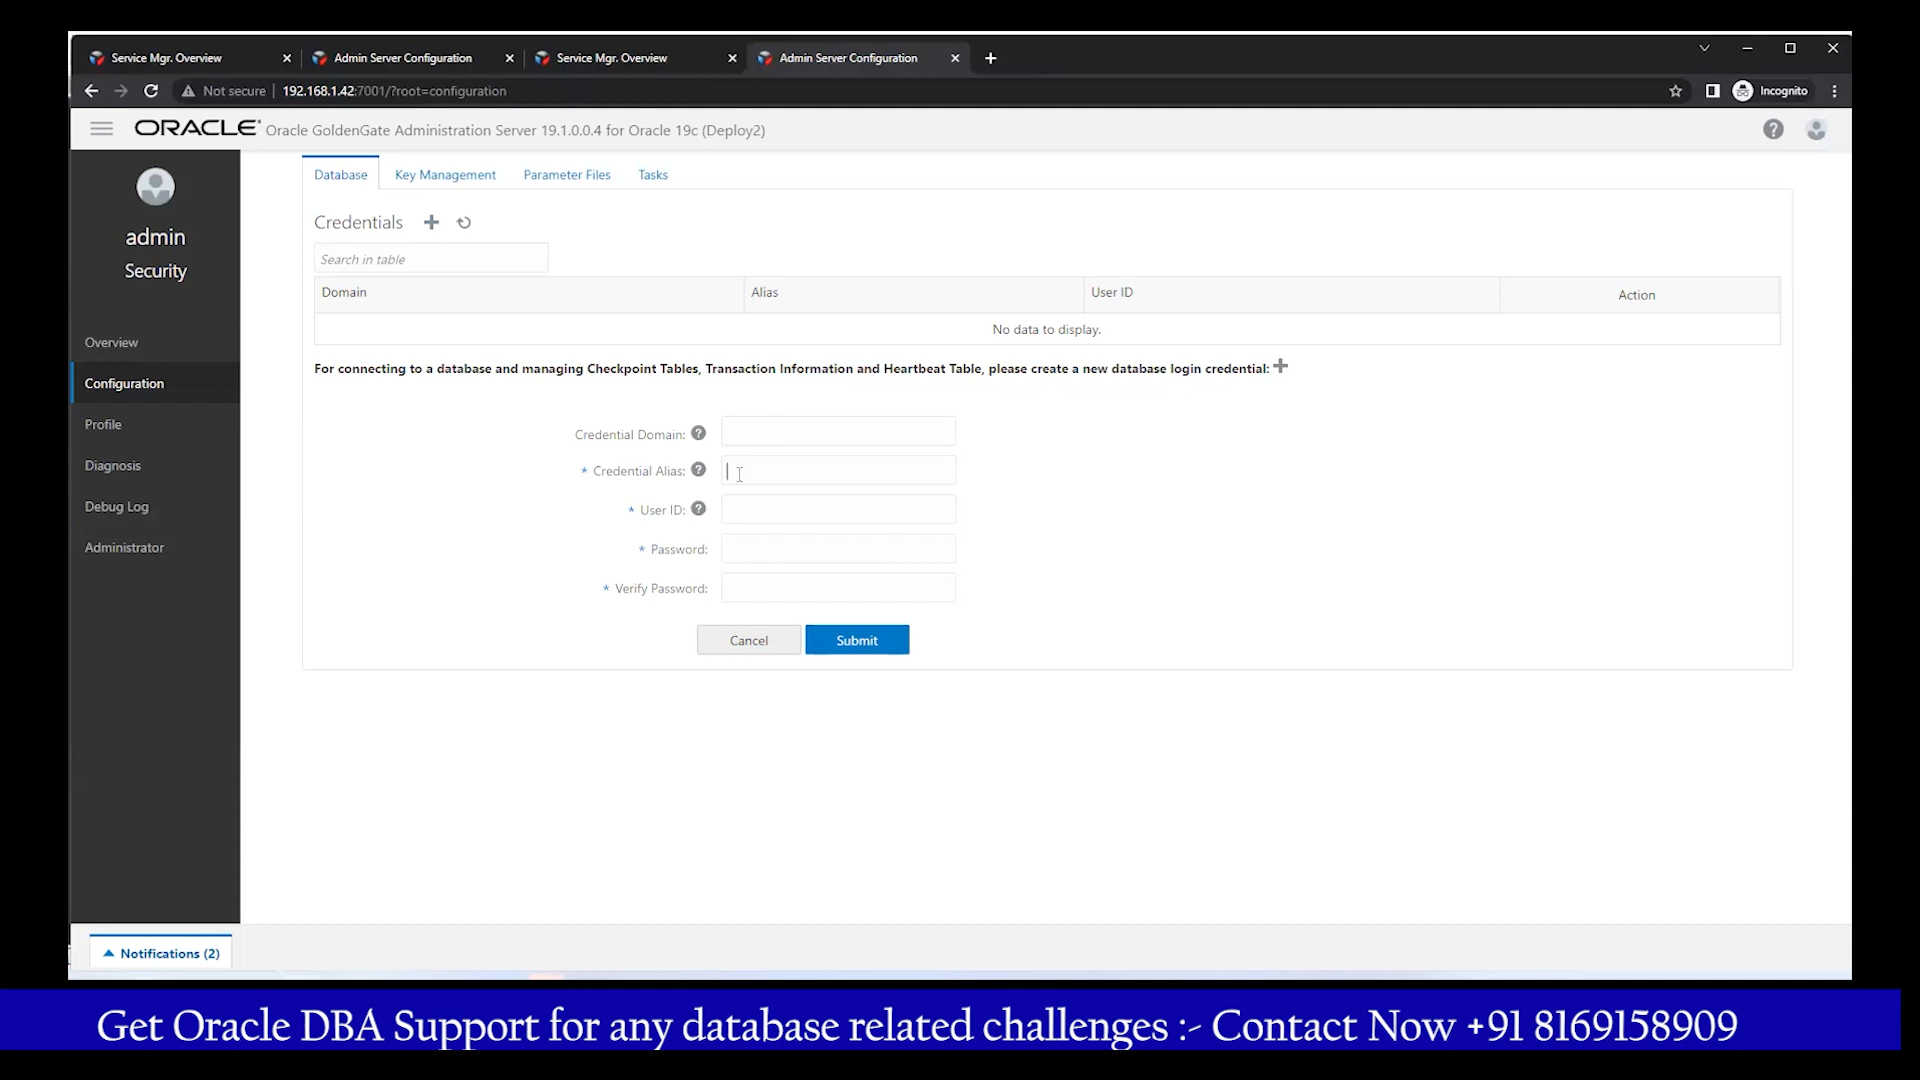 Service Mgr. Overview
Admin Server Configuration
Service Mgr. Overview
Admin Server Configuration
Not secure
192.168.1.42:7001/?root=configuration
Incognito
ORACLE Oracle GoldenGate Administration Server 19.1.0.0.4 for Oracle 19c (Deploy2)
admin
Security
Overview
Configuration
Profile
Diagnosis
Debug Log
Administrator
Database Key Management Parameter Files Tasks
Credentials
Search in table
Domain Alias User ID Action
No data to display.
For connecting to a database and managing Checkpoint Tables, Transaction Information and Heartbeat Table, please create a new database login credential:
Credential Domain:
* Credential Alias:
* User ID:
* Password:
* Verify Password:
Cancel Submit
Notifications (2)
Get Oracle DBA Support for any database related challenges :- Contact Now +91 8169158909